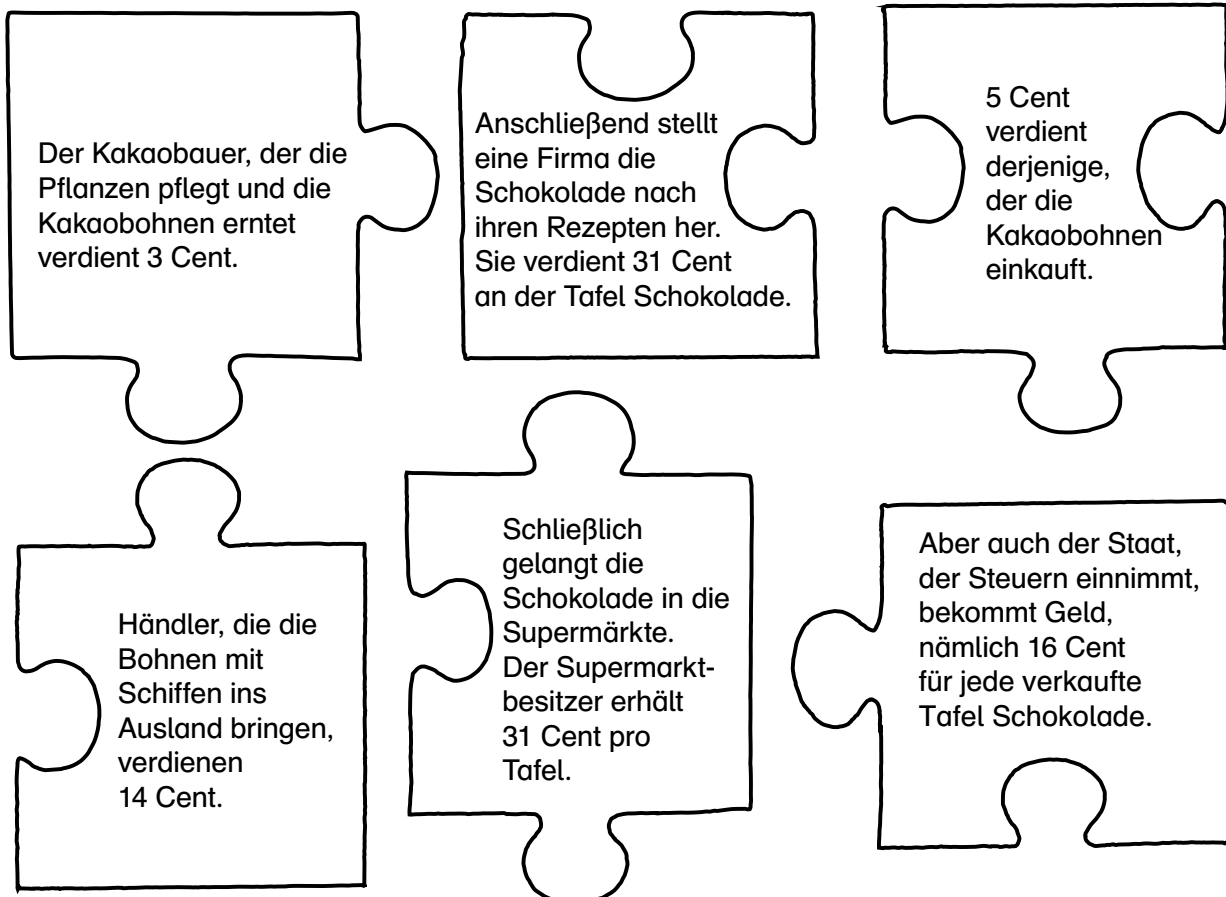 Der Kakaobauer, der die
Pflanzen pflegt und die
Kakaobohnen erntet
verdient 3 Cent.
Anschließend stellt
eine Firma die
Schokolade nach
ihren Rezepten her.
Sie verdient 31 Cent
an der Tafel Schokolade.
5 Cent
verdient
derjenige,
der die
Kakaobohnen
einkauft.
Händler, die die
Bohnen mit
Schiffen ins
Ausland bringen,
verdienen
14 Cent.
Schließlich
gelangt die
Schokolade in die
Supermärkte.
Der Supermarkt-
besitzer erhält
31 Cent pro
Tafel.
Aber auch der Staat,
der Steuern einnimmt,
bekommt Geld,
nämlich 16 Cent
für jede verkaufte
Tafel Schokolade.